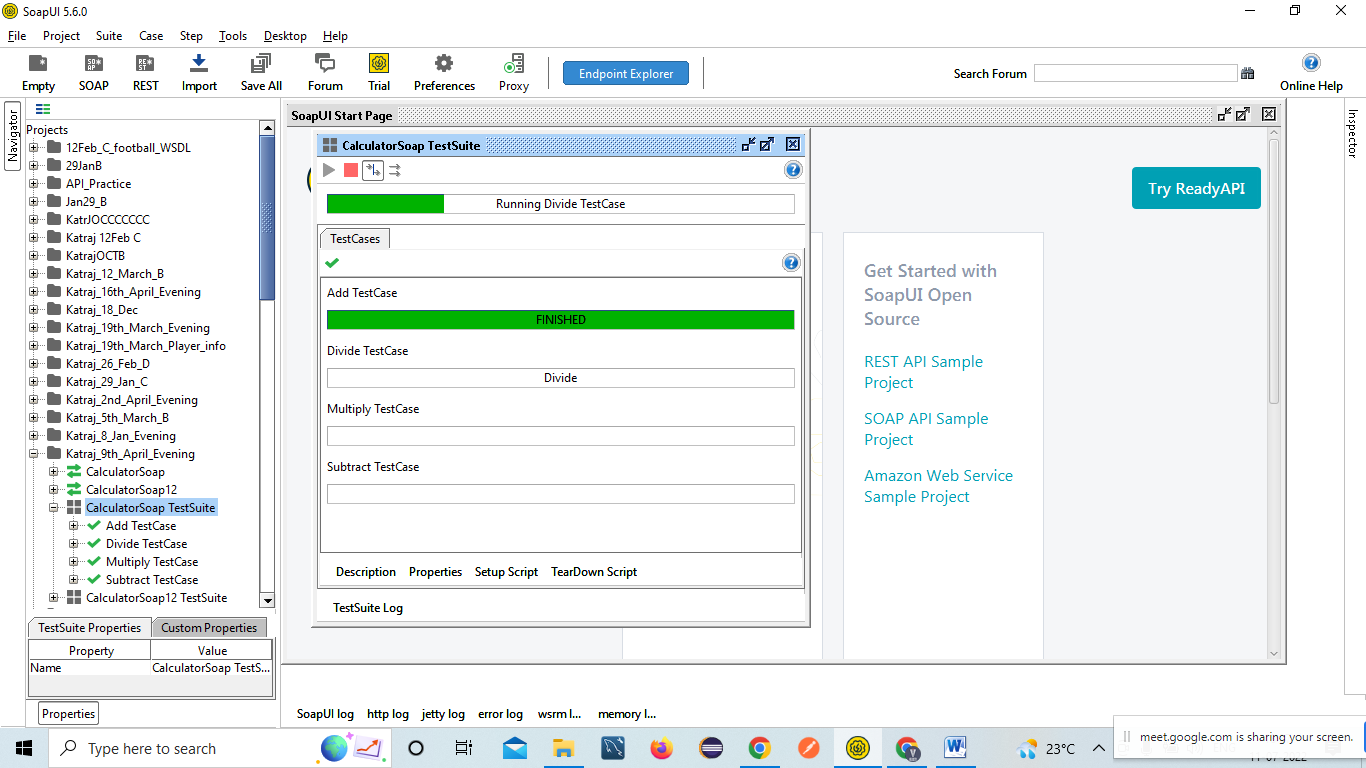 SoapUI 5.6.0
File Project Suite Case Step Tools Desktop Help
Empty SOAP REST Import Save All Forum Trial Preferences Proxy
Endpoint Explorer
Search Forum
Online Help
Navigator
Projects
12Feb_C_football_WSDL
29JanB
API_Practice
Jan29_B
KatrJOCCCCCCC
Katraj 12Feb C
KatrajOCTB
Katraj_12_March_B
Katraj_16th_April_Evening
Katraj_18_Dec
Katraj_19th_March_Evening
Katraj_19th_March_Player_info
Katraj_26_Feb_D
Katraj_29_Jan_C
Katraj_2nd_April_Evening
Katraj_5th_March_B
Katraj_8_Jan_Evening
Katraj_9th_April_Evening
CalculatorSoap
CalculatorSoap12
CalculatorSoap TestSuite
Add TestCase
Divide TestCase
Multiply TestCase
Subtract TestCase
CalculatorSoap12 TestSuite
TestSuite Properties Custom Properties
Property Value
Name CalculatorSoap TestS...
Properties
SoapUI Start Page
CalculatorSoap TestSuite
Running Divide TestCase
TestCases
Add TestCase
FINISHED
Divide TestCase
Divide
Multiply TestCase
Subtract TestCase
Description Properties Setup Script TearDown Script
TestSuite Log
Try ReadyAPI
Get Started with
SoapUI Open
Source
REST API Sample
Project
SOAP API Sample
Project
Amazon Web Service
Sample Project
Inspector
SoapUI log http log jetty log error log wsrm l... memory l...
Type here to search
23°C
meet.google.com is sharing your screen.